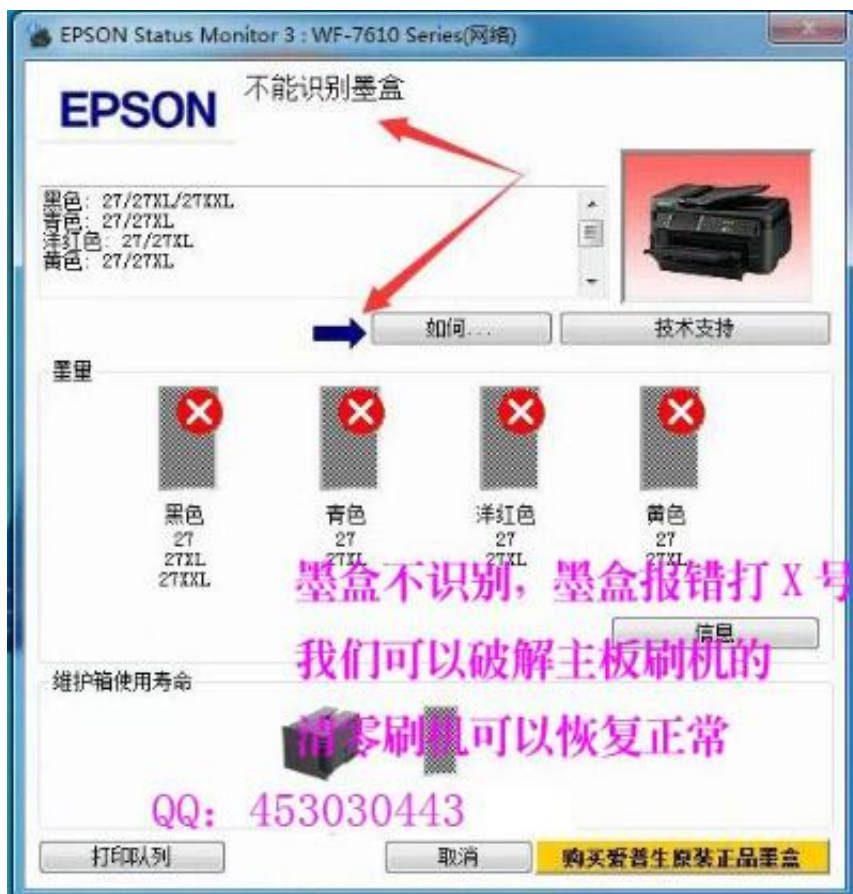 EPSON Status Monitor 3 : WF-7610 Series(网络)
EPSON
不能识别墨盒
黑色: 27/27XL/27XXL
青色: 27/27XL
洋红色: 27/27XL
黄色: 27/27XL
如何...
技术支持
墨量
黑色
27
27XL
27XXL
青色
27
27XL
洋红色
27
27XL
黄色
27
27XL
墨盒不识别，墨盒报错打 X 号
信息
我们可以破解主板刷机的
维护箱使用寿命
清零刷机可以恢复正常
QQ: 453030443
打印队列
取消
购买爱普生原装正品墨盒